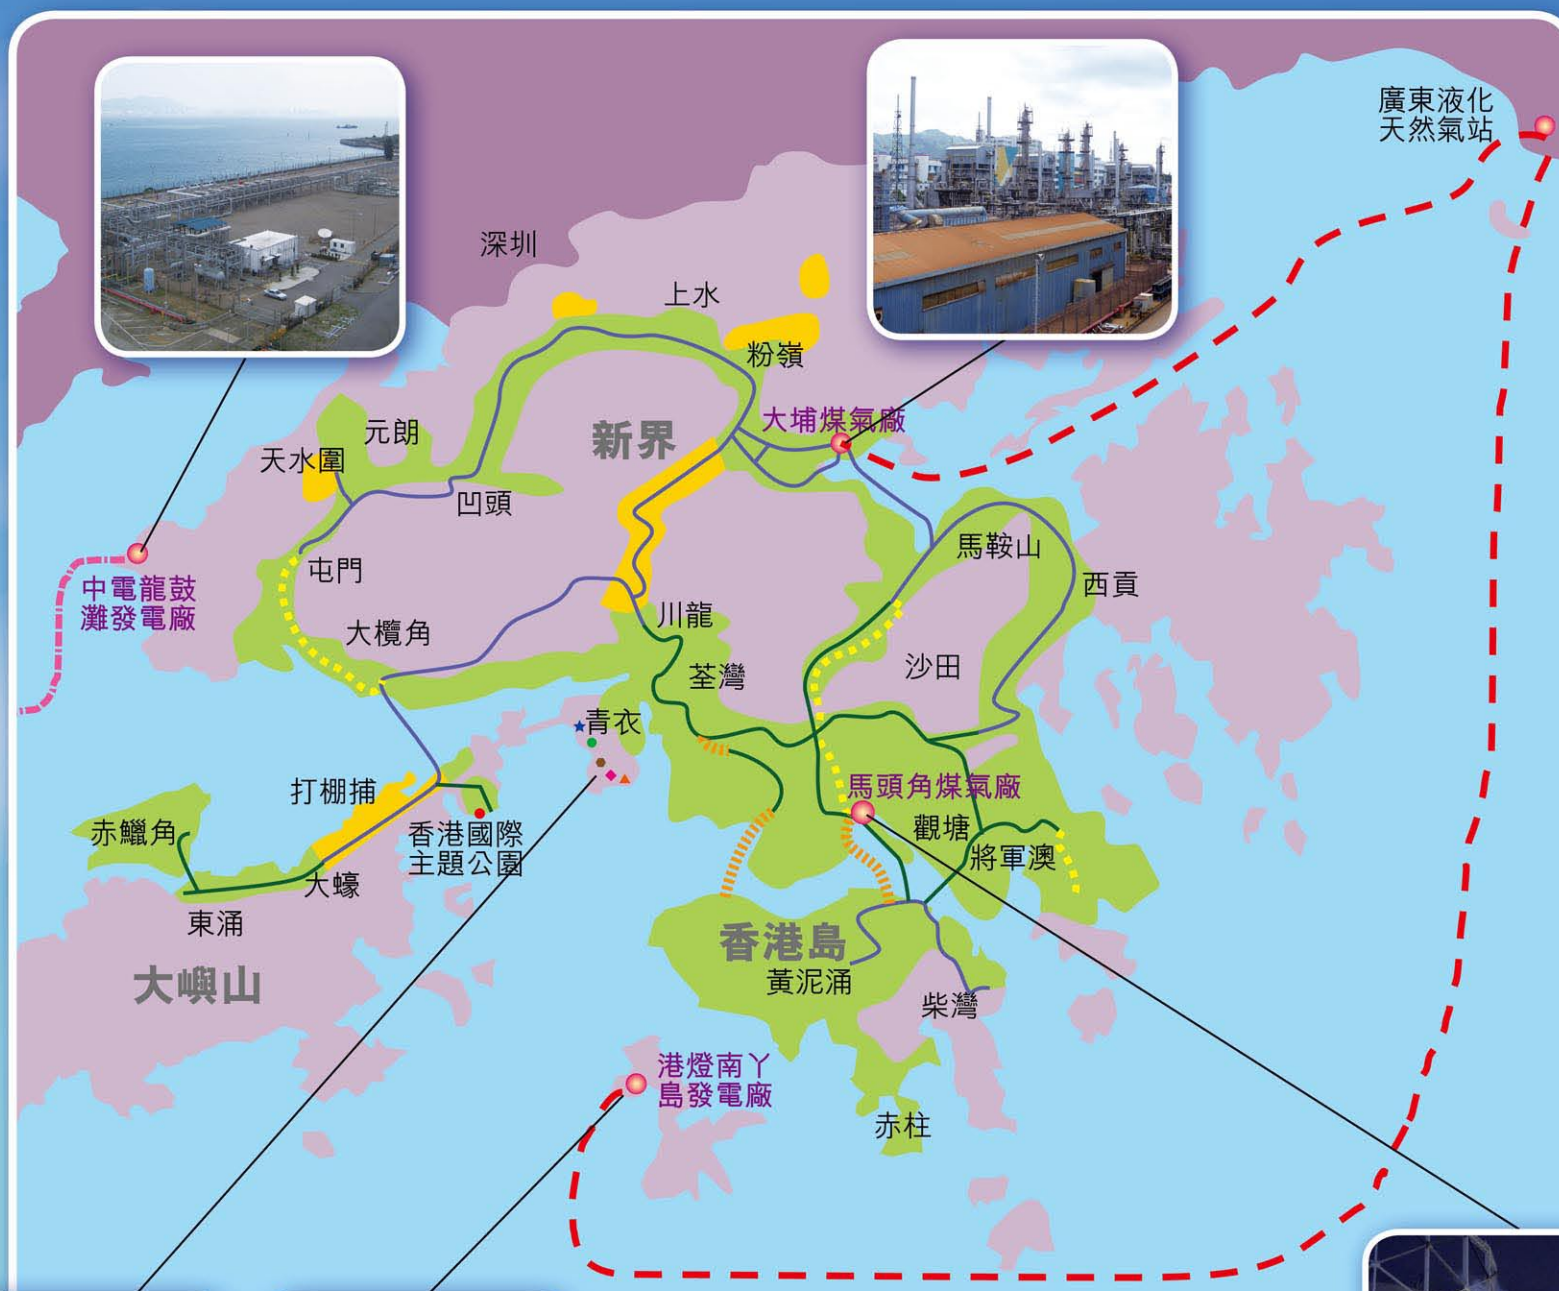 廣東液化
天然氣站
深圳
上水
粉嶺
大埔煤氣廠
元朗
新界
天水圍
凹頭
馬鞍山
屯門
西貢
中電龍鼓
灘發電廠
川龍
大欖角
沙田
荃灣
青衣
打棚捕
馬頭角煤氣廠
赤鱲角
香港國際
主題公園
觀塘
將軍澳
大蠔
東涌
香港島
大嶼山
黃泥涌
柴灣
港燈南丫
島發電廠
赤柱